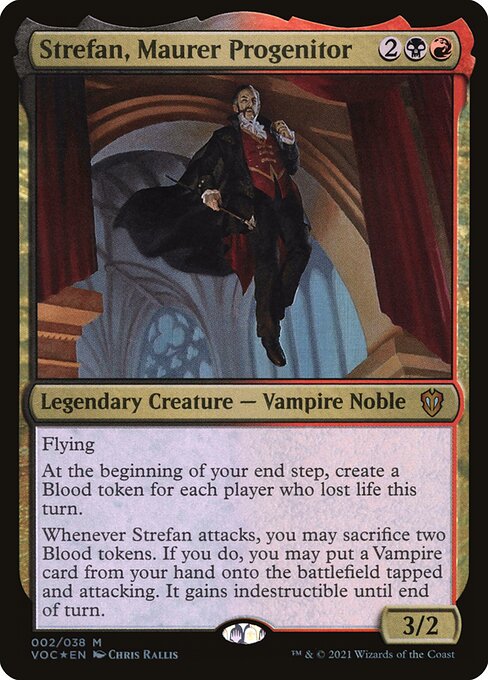 Strefan, Maurer Progenitor 2
Legendary Creature — Vampire Noble
Flying
At the beginning of your end step, create a
Blood token for each player who lost life this
turn.
Whenever Strefan attacks, you may sacrifice two
Blood tokens. If you do, you may put a Vampire
card from your hand onto the battlefield tapped
and attacking. It gains indestructible until end
of turn.
3/2
002/038 M
VOC★EN Chris Rallis
™ & © 2021 Wizards of the Coast